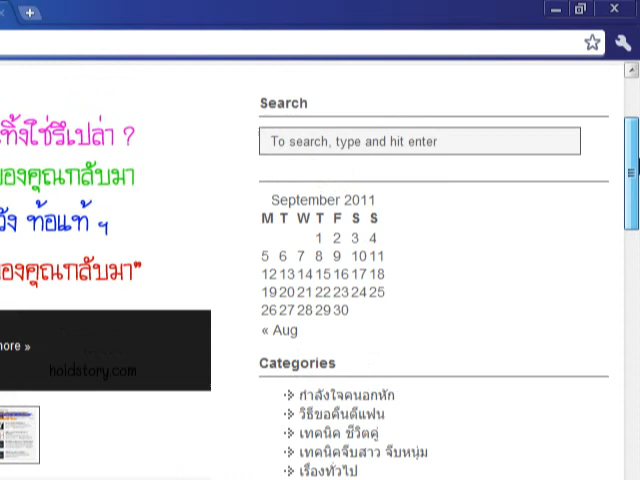 Search
ทิ้งใช่รึเปล่า ?
To search, type and hit enter
องคุณกลับมา
ท้อแท้ ฯ
September 2011
M T W T F S S
1 2 3 4
5 6 7 8 9 10 11
12 13 14 15 16 17 18
19 20 21 22 23 24 25
26 27 28 29 30
« Aug
องคุณกลับมา"
more »
holdstory.com
Categories
กำลังใจคนอกหัก
วิธีขอคืนดีแฟน
เทคนิค ชีวิตคู่
เทคนิคจีบสาว จีบหนุ่ม
เรื่องทั่วไป